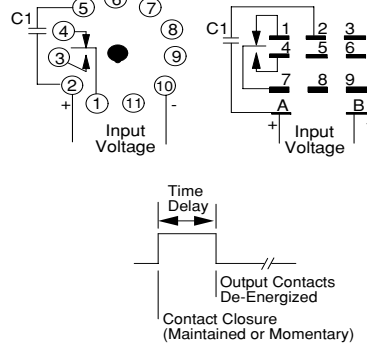 5 6 7
C1 4 8
3 9
2 10
+ 1 11 -
Input
Voltage
C1 1 2 3
4 5 6
7 8 9
A B
+
Input
Voltage
Time
Delay
Output Contacts
De-Energized
Contact Closure
(Maintained or Momentary)